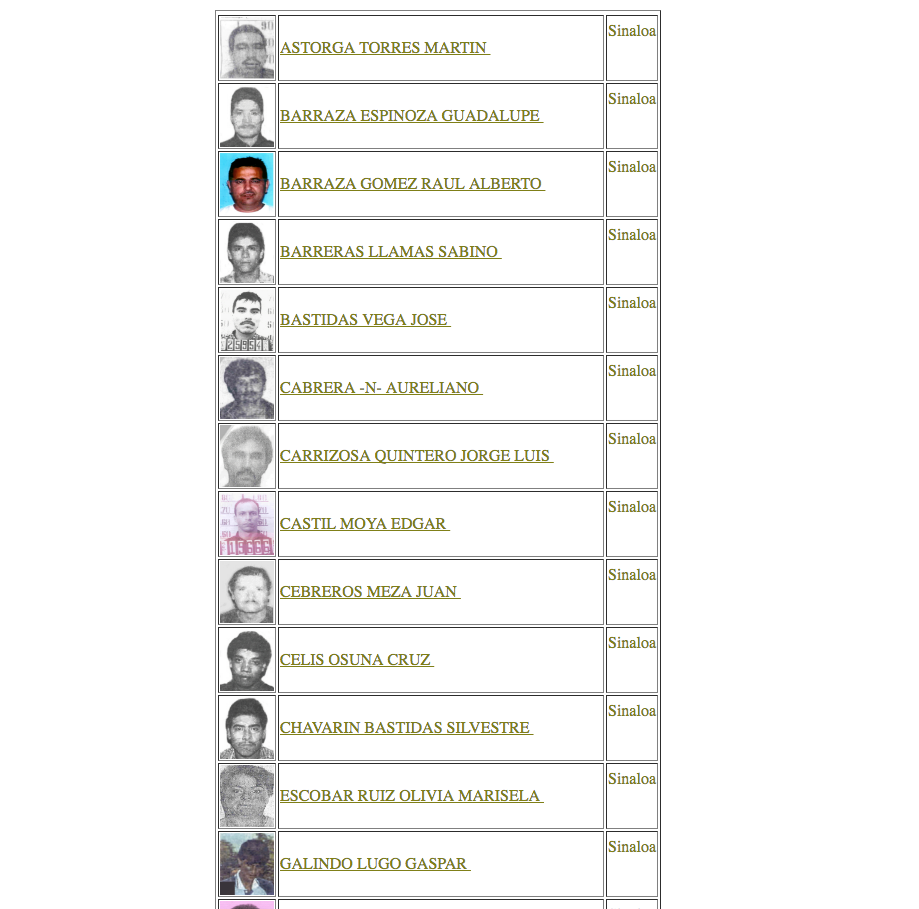 ASTORGA TORRES MARTIN
Sinaloa
BARRAZA ESPINOZA GUADALUPE
Sinaloa
BARRAZA GOMEZ RAUL ALBERTO
Sinaloa
BARRERAS LLAMAS SABINO
Sinaloa
BASTIDAS VEGA JOSE
Sinaloa
CABRERA -N- AURELIANO
Sinaloa
CARRIZOSA QUINTERO JORGE LUIS
Sinaloa
CASTIL MOYA EDGAR
Sinaloa
CEBREROS MEZA JUAN
Sinaloa
CELIS OSUNA CRUZ
Sinaloa
CHAVARIN BASTIDAS SILVESTRE
Sinaloa
ESCOBAR RUIZ OLIVIA MARISELA
Sinaloa
GALINDO LUGO GASPAR
Sinaloa